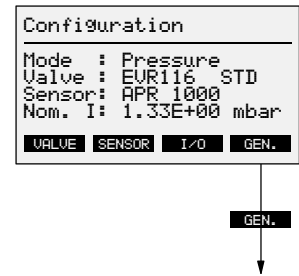 Configuration
Mode : Pressure
Valve : EVR116 STD
Sensor: APR 1000
Nom. I: 1.33E+00 mbar
VALVE SENSOR I/O GEN.
GEN.